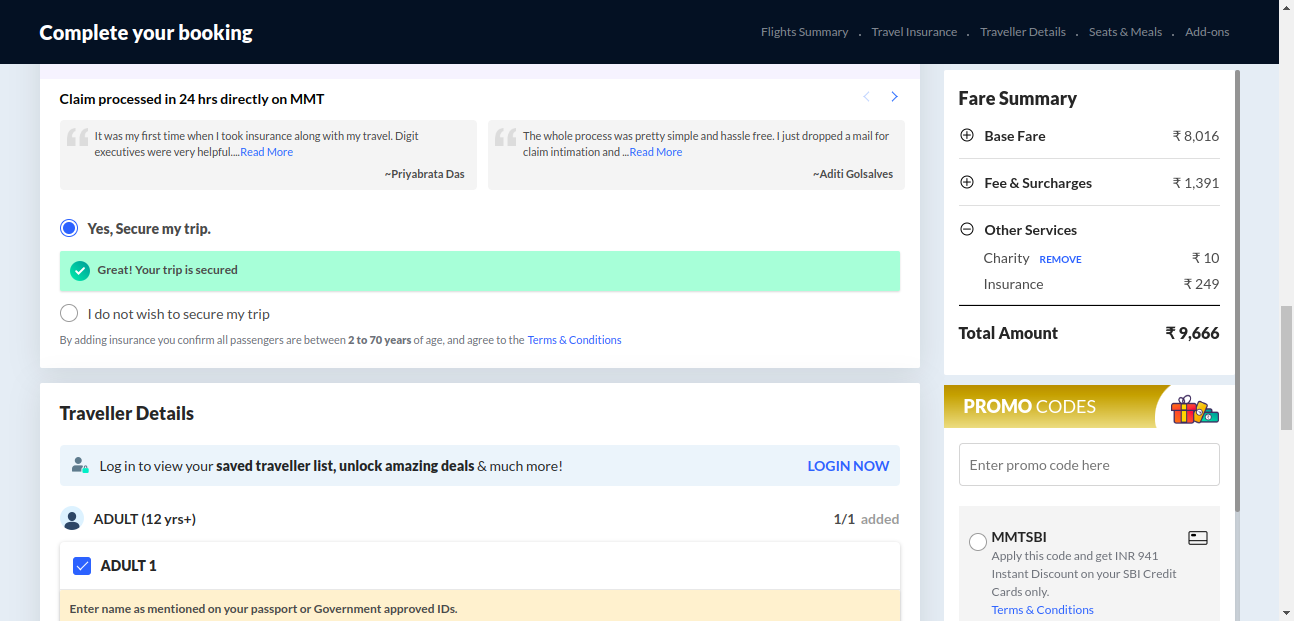 Complete your booking
Flights Summary . Travel Insurance . Traveller Details . Seats & Meals . Add-ons
Claim processed in 24 hrs directly on MMT
It was my first time when I took insurance along with my travel. Digit
executives were very helpful....Read More
~Priyabrata Das
The whole process was pretty simple and hassle free. I just dropped a mail for
claim intimation and ...Read More
~Aditi Golsalves
Yes, Secure my trip.
Great! Your trip is secured
I do not wish to secure my trip
By adding insurance you confirm all passengers are between 2 to 70 years of age, and agree to the Terms & Conditions
Traveller Details
Log in to view your saved traveller list, unlock amazing deals & much more!
LOGIN NOW
ADULT (12 yrs+)
1/1 added
ADULT 1
Enter name as mentioned on your passport or Government approved IDs.
Fare Summary
Base Fare ₹ 8,016
Fee & Surcharges ₹ 1,391
Other Services
Charity REMOVE ₹ 10
Insurance ₹ 249
Total Amount ₹ 9,666
PROMO CODES
Enter promo code here
MMTSBI
Apply this code and get INR 941
Instant Discount on your SBI Credit
Cards only.
Terms & Conditions